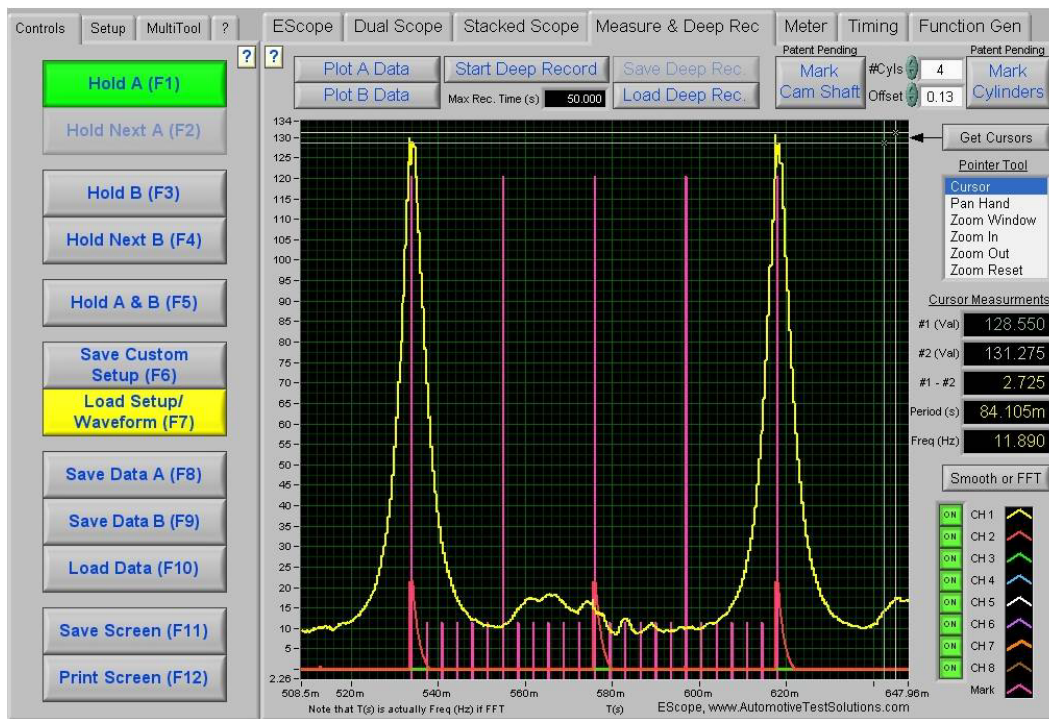 Controls
Setup
MultiTool
?
?
Hold A (F1)
Hold Next A (F2)
Hold B (F3)
Hold Next B (F4)
Hold A & B (F5)
Save Custom
Setup (F6)
Load Setup/
Waveform (F7)
Save Data A (F8)
Save Data B (F9)
Load Data (F10)
Save Screen (F11)
Print Screen (F12)
EScope
Dual Scope
Stacked Scope
Measure & Deep Rec
Meter
Timing
Function Gen
?
Plot A Data
Start Deep Record
Save Deep Rec.
Plot B Data
Max Rec. Time (s)
50.000
Load Deep Rec.
Patent Pending
Mark
Cam Shaft
#Cyls
4
Offset
0.13
Patent Pending
Mark
Cylinders
134
130
125
120
115
110
105
100
95
90
85
80
75
70
65
60
55
50
45
40
35
30
25
20
15
10
5
2.26
508.5m
520m
540m
560m
580m
600m
620m
647.96m
Note that T(s) is actually Freq (Hz) if FFT
T(s)
EScope, www.AutomotiveTestSolutions.com
Get Cursors
Pointer Tool
Cursor
Pan Hand
Zoom Window
Zoom In
Zoom Out
Zoom Reset
Cursor Measurments
#1 (Val)
128.550
#2 (Val)
131.275
#1 - #2
2.725
Period (s)
84.105m
Freq (Hz)
11.890
Smooth or FFT
ON CH 1
ON CH 2
ON CH 3
ON CH 4
ON CH 5
ON CH 6
ON CH 7
ON CH 8
Mark